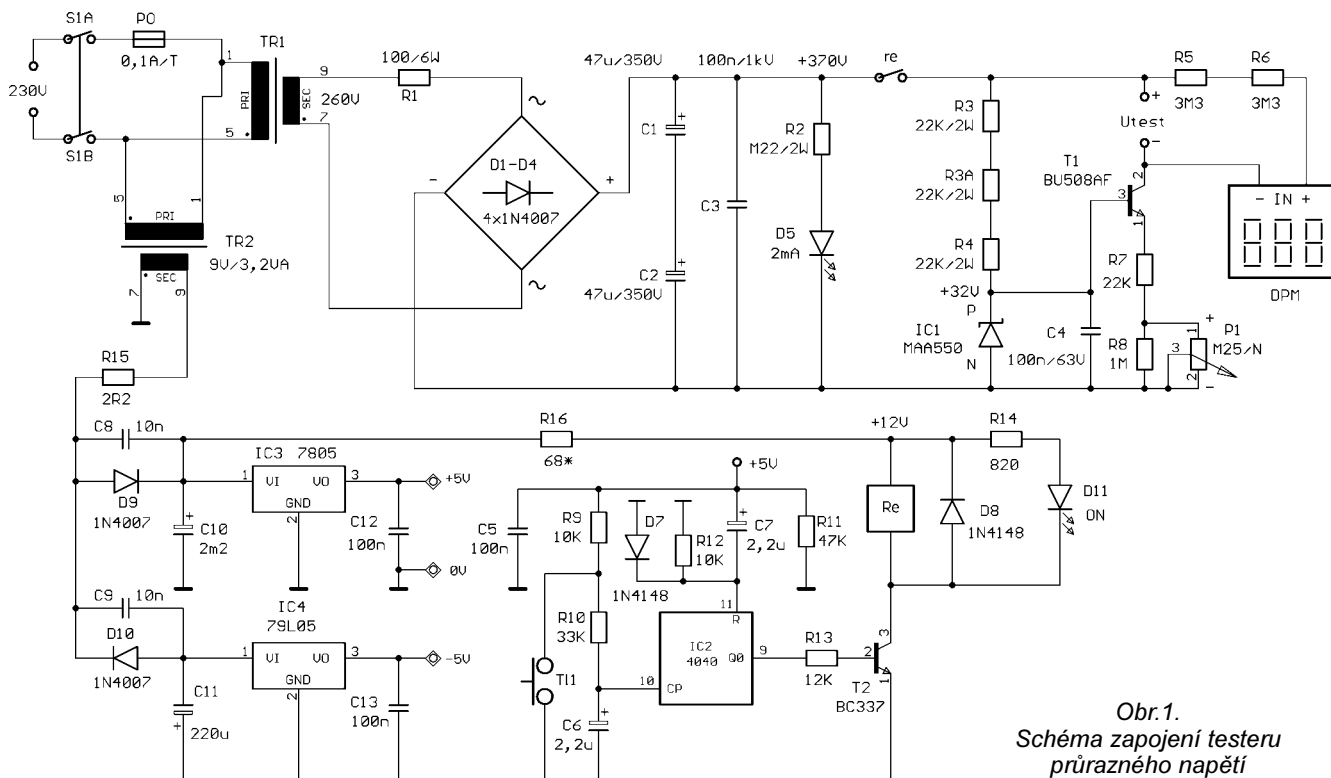 S1A
P0
0,1A/T
230V
S1B
TR1
1
5
PRI
SEC
9
7
260V
100/6W
R1
~
~
-
+
D1-D4
4x1N4007
47u/350V
+
C1
+
C2
47u/350V
100n/1kV
C3
+370V
R2
M22/2W
D5
2mA
re
R3
22K/2W
R3A
22K/2W
R4
22K/2W
+32V
P
IC1
MAA550
N
C4
100n/63V
+
Utest
-
T1
BU508AF
2
3
1
R5
3M3
R6
3M3
- IN +
DPM
R7
22K
R8
1M
+
1
P1
3
M25/N
2
-
5
PRI
1
TR2
9V/3,2VA
SEC
7
9
R15
2R2
C8
10n
D9
1N4007
+
C10
2m2
IC3 7805
1
VI
VO
3
GND
2
+5V
C12
100n
0V
C9
10n
D10
1N4007
C11
220u
+
IC4
79L05
1
VI
VO
3
GND
2
-5V
C13
100n
R16
68*
C5
100n
R9
10K
R10
33K
Tl1
C6
2,2u
+
D7
1N4148
R12
10K
+5V
+
C7
2,2u
R11
47K
11
R
IC2
4040
Q0
9
10
CP
R13
12K
+12V
Re
D8
1N4148
R14
820
D11
ON
3
2
1
T2
BC337
Obr.1.
Schéma zapojení testeru
průrazného napětí